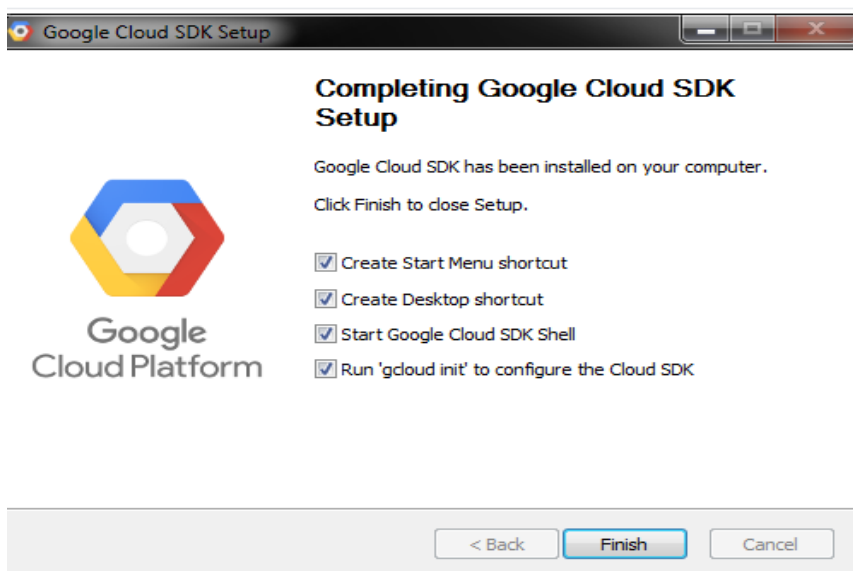 Google Cloud SDK Setup
Completing Google Cloud SDK
Setup
Google Cloud SDK has been installed on your computer.
Click Finish to close Setup.
Create Start Menu shortcut
Create Desktop shortcut
Start Google Cloud SDK Shell
Run 'gcloud init' to configure the Cloud SDK
Google
Cloud Platform
< Back
Finish
Cancel